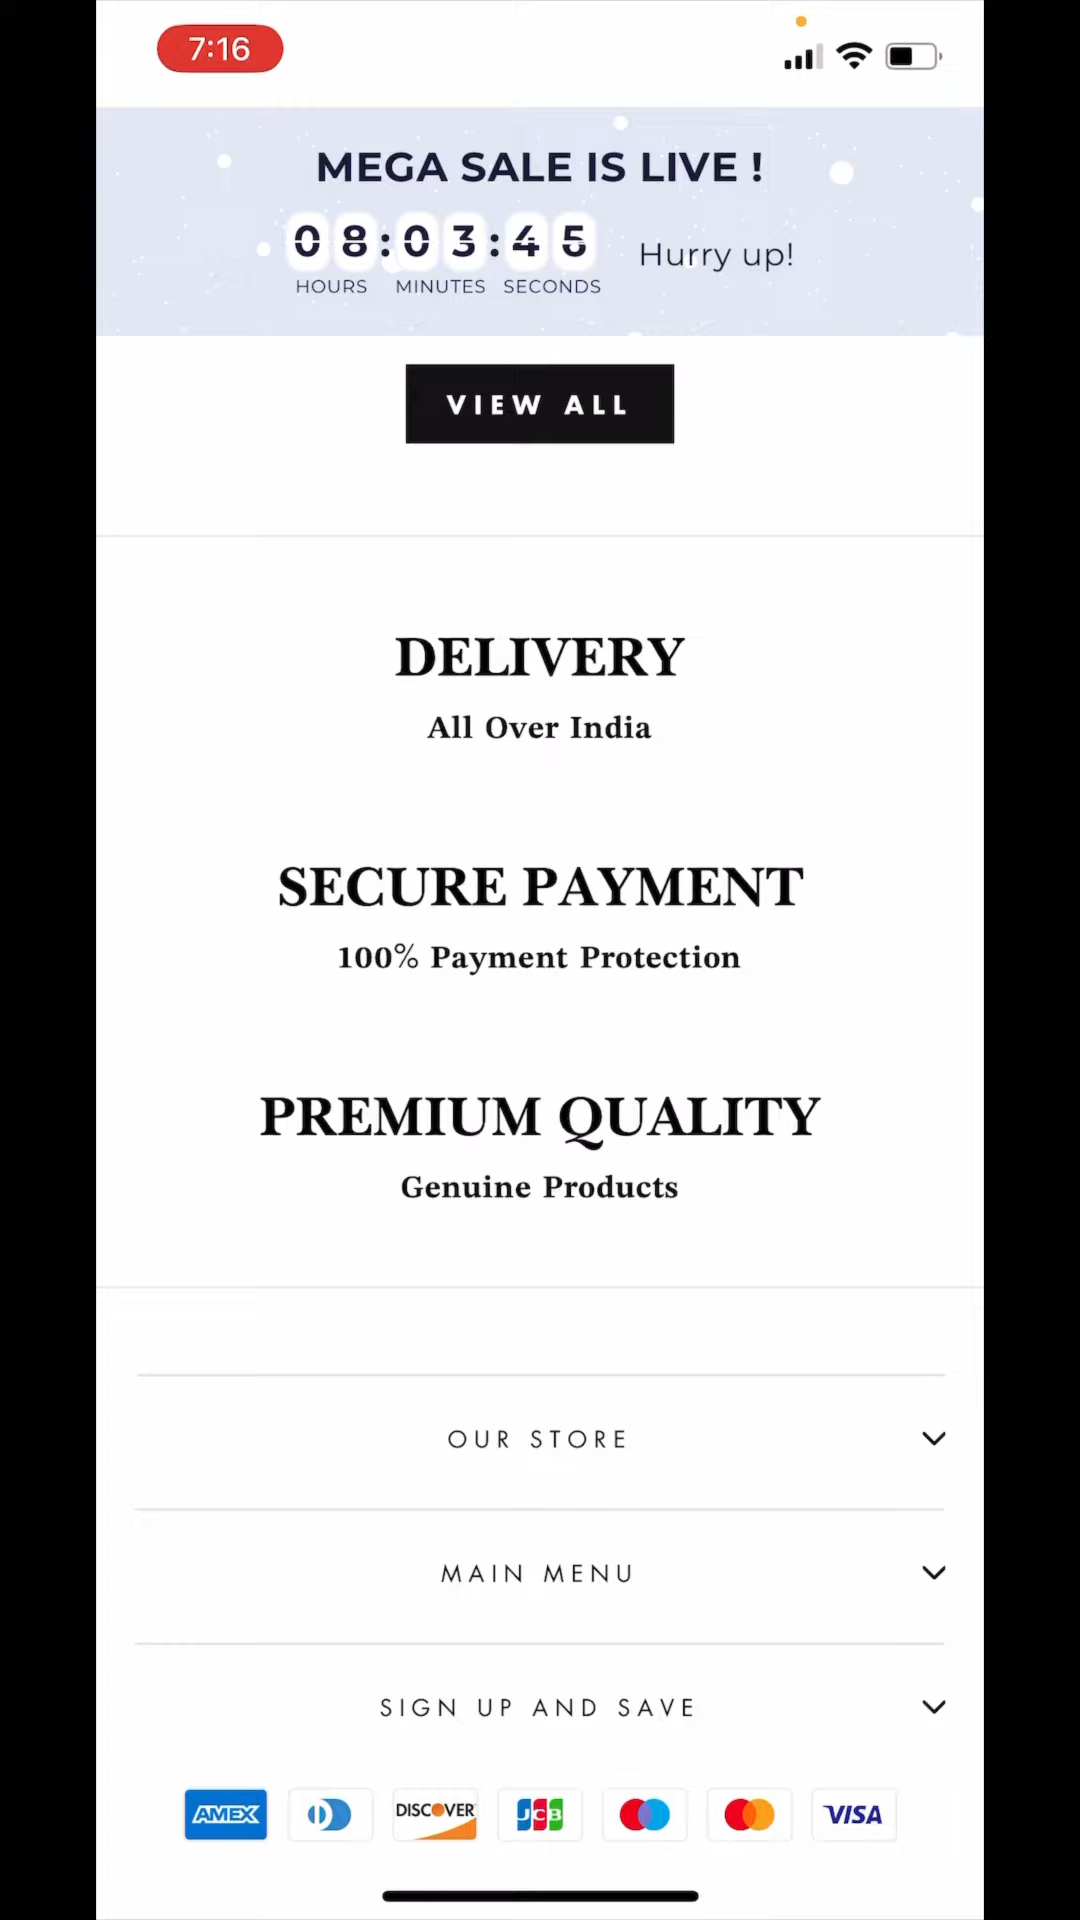 7:16
MEGA SALE IS LIVE !
08:03:45 Hurry up!
HOURS MINUTES SECONDS
VIEW ALL
DELIVERY
All Over India
SECURE PAYMENT
100% Payment Protection
PREMIUM QUALITY
Genuine Products
OUR STORE
MAIN MENU
SIGN UP AND SAVE
AMEX DISCOVER JCB VISA